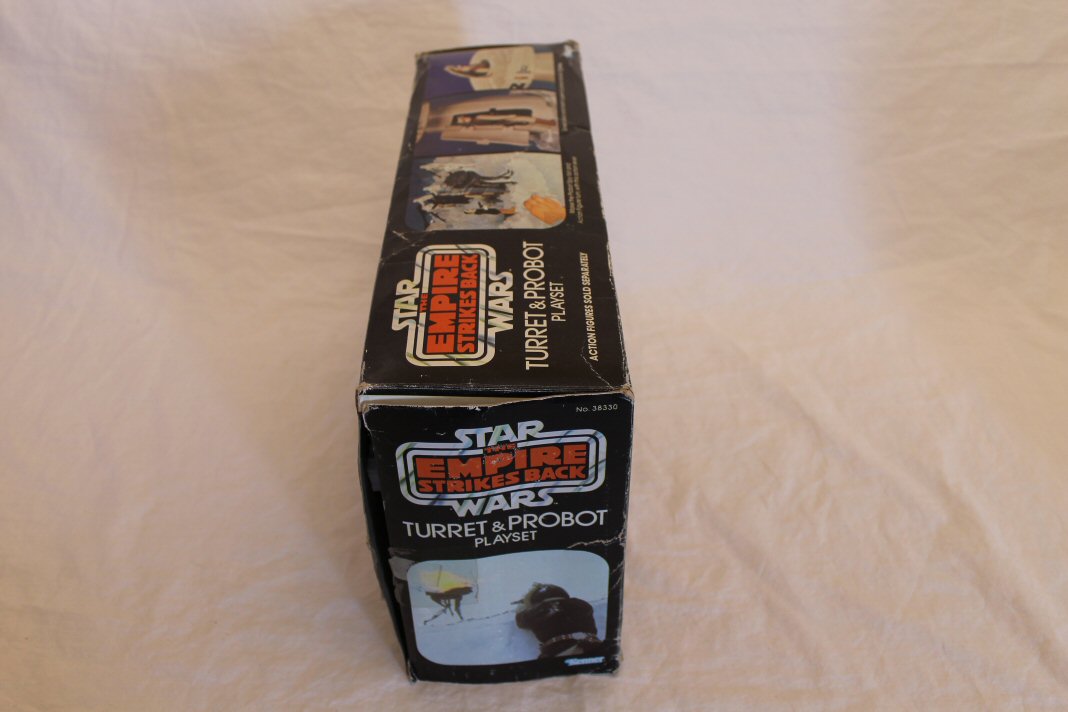 STAR
THE
EMPIRE
STRIKES BACK
WARS
TURRET & PROBOT
PLAYSET
ACTION FIGURES SOLD SEPARATELY
No. 38330
STAR
THE
EMPIRE
STRIKES BACK
WARS
TURRET & PROBOT
PLAYSET
Kenner